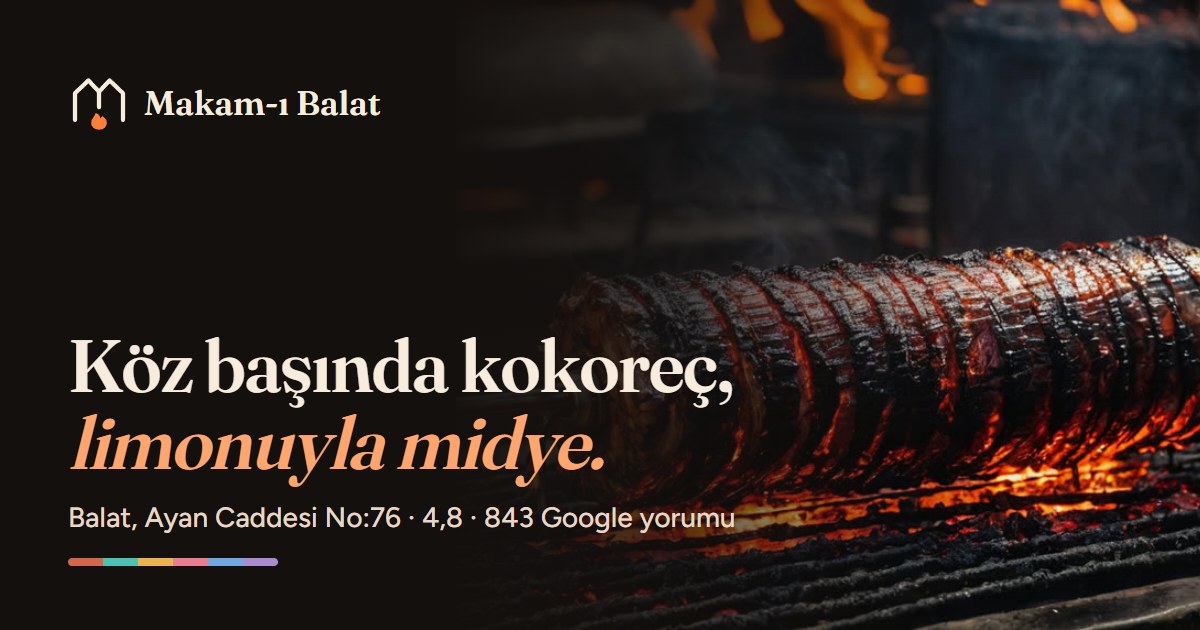 Makam-ı Balat
Köz başında kokoreç,
limonuyla midye.
Balat, Ayan Caddesi No:76 · 4,8 · 843 Google yorumu